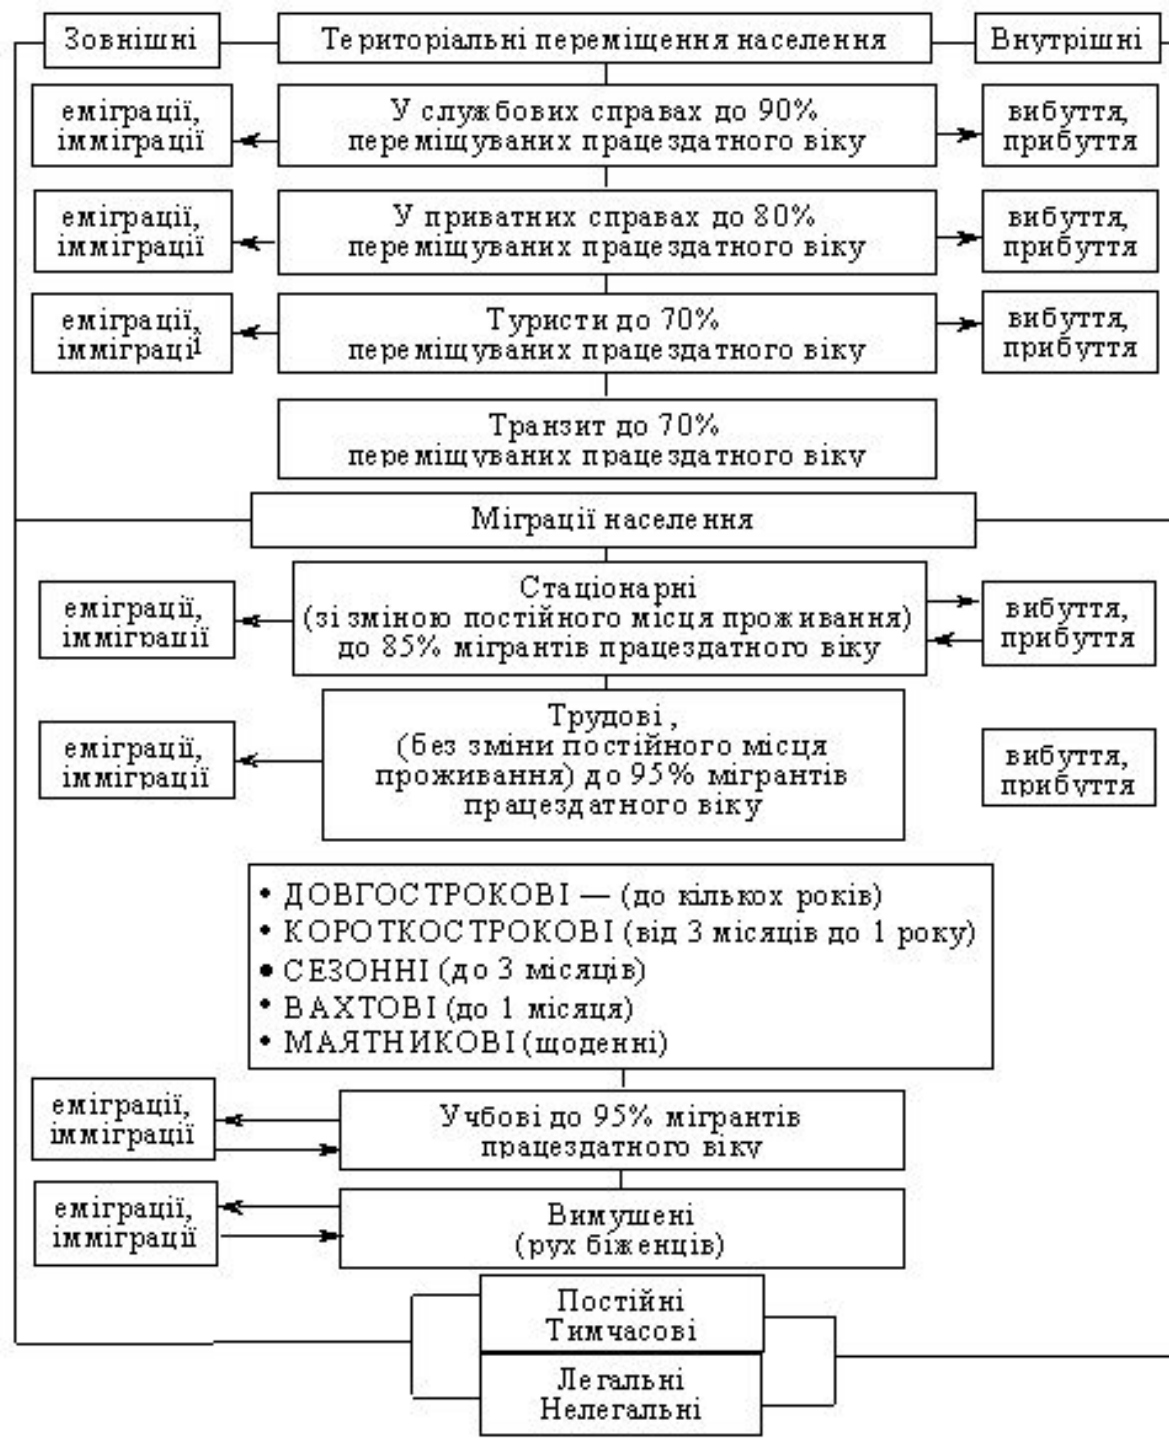 Зовнішні
Територіальні переміщення населення
Внутрішні
еміграції,
імміграції
У службових справах до 90%
переміщуваних працездатного віку
вибуття,
прибуття
еміграції,
імміграції
У приватних справах до 80%
переміщуваних працездатного віку
вибуття,
прибуття
еміграції,
імміграції
Туристи до 70%
переміщуваних працездатного віку
вибуття,
прибуття
Транзит до 70%
переміщуваних працездатного віку
Міграції населення
еміграції,
імміграції
Стаціонарні
(зі зміною постійного місця проживання)
до 85% мігрантів працездатного віку
вибуття,
прибуття
еміграції,
імміграції
Трудові ,
(без зміни постійного місця
проживання) до 95% мігрантів
працездатного віку
вибуття,
прибуття
• ДОВГОСТРОКОВІ — (до кількох років)
• КОРОТКОСТРОКОВІ (від 3 місяців до 1 року)
• СЕЗОННІ (до 3 місяців)
• ВАХТОВІ (до 1 місяця)
• МАЯТНИКОВІ (щоденні)
еміграції,
імміграції
Учбові до 95% мігрантів
працездатного віку
еміграції,
імміграції
Вимушені
(рух біженців)
Постійні
Тимчасові
Легальні
Нелегальні